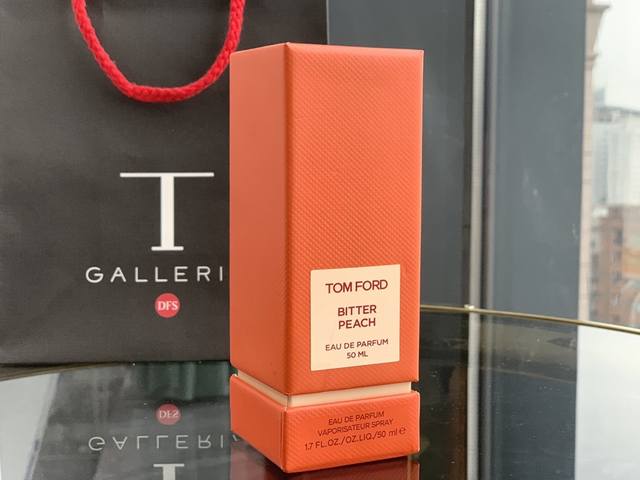 T
GALLERI
DFS
TOM FORD
BITTER
PEACH
EAU DE PARFUM
50 ML
EAU DE PARFUM
VAPORISATEUR SPRAY
1.7 FL.OZ./OZ.LIQ./50 ml ℮